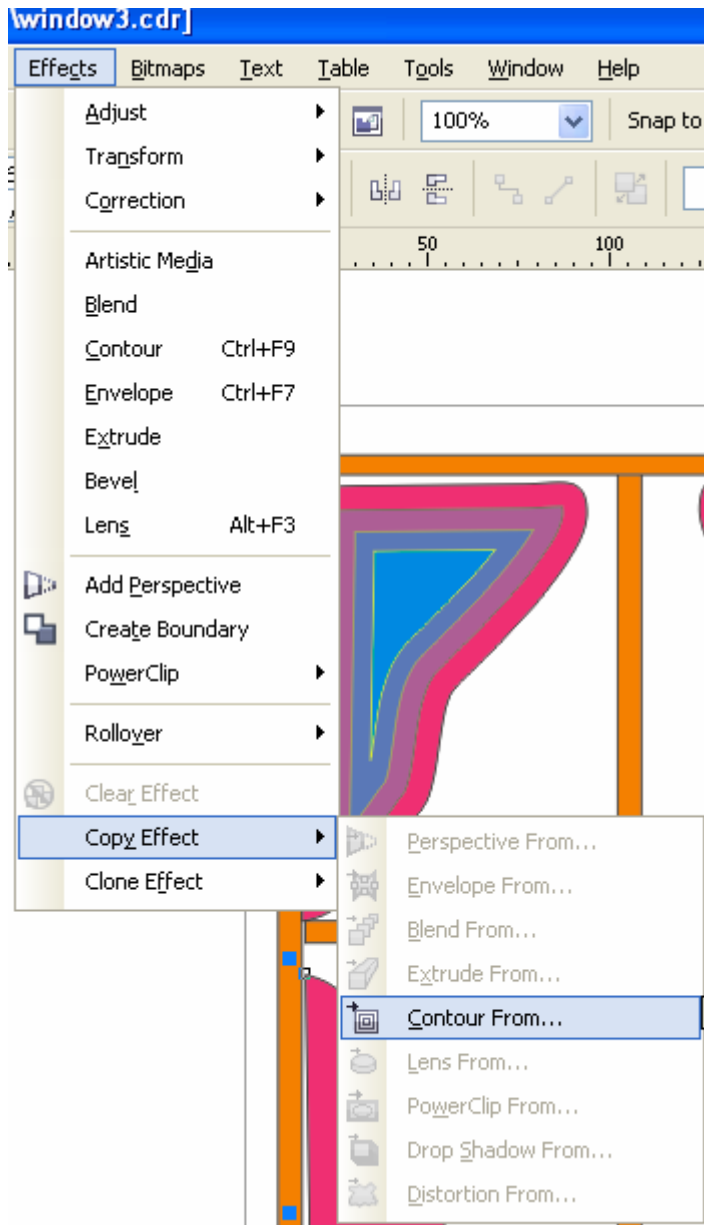 \window3.cdr]
Effects Bitmaps Text Table Tools Window Help
100% Snap to
50 100
Adjust
Transform
Correction
Artistic Media
Blend
Contour Ctrl+F9
Envelope Ctrl+F7
Extrude
Bevel
Lens Alt+F3
Add Perspective
Create Boundary
PowerClip
Rollover
Clear Effect
Copy Effect
Clone Effect
Perspective From...
Envelope From...
Blend From...
Extrude From...
Contour From...
Lens From...
PowerClip From...
Drop Shadow From...
Distortion From...